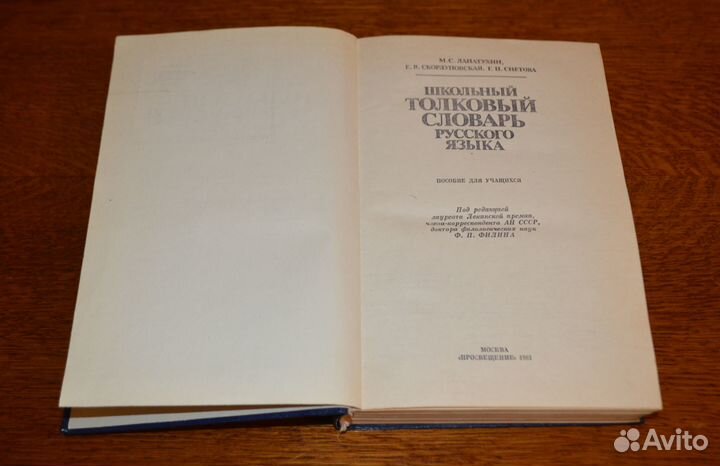 М. С. ЛАПАТУХИН,
Е. В. СКОРЛУПОВСКАЯ, Г. П. СНЕТОВА
ШКОЛЬНЫЙ
ТОЛКОВЫЙ
СЛОВАРЬ
РУССКОГО
ЯЗЫКА
ПОСОБИЕ ДЛЯ УЧАЩИХСЯ
Под редакцией
лауреата Ленинской премии,
члена-корреспондента АН СССР,
доктора филологических наук
Ф. П. ФИЛИНА
МОСКВА
«ПРОСВЕЩЕНИЕ» 1981
Avito